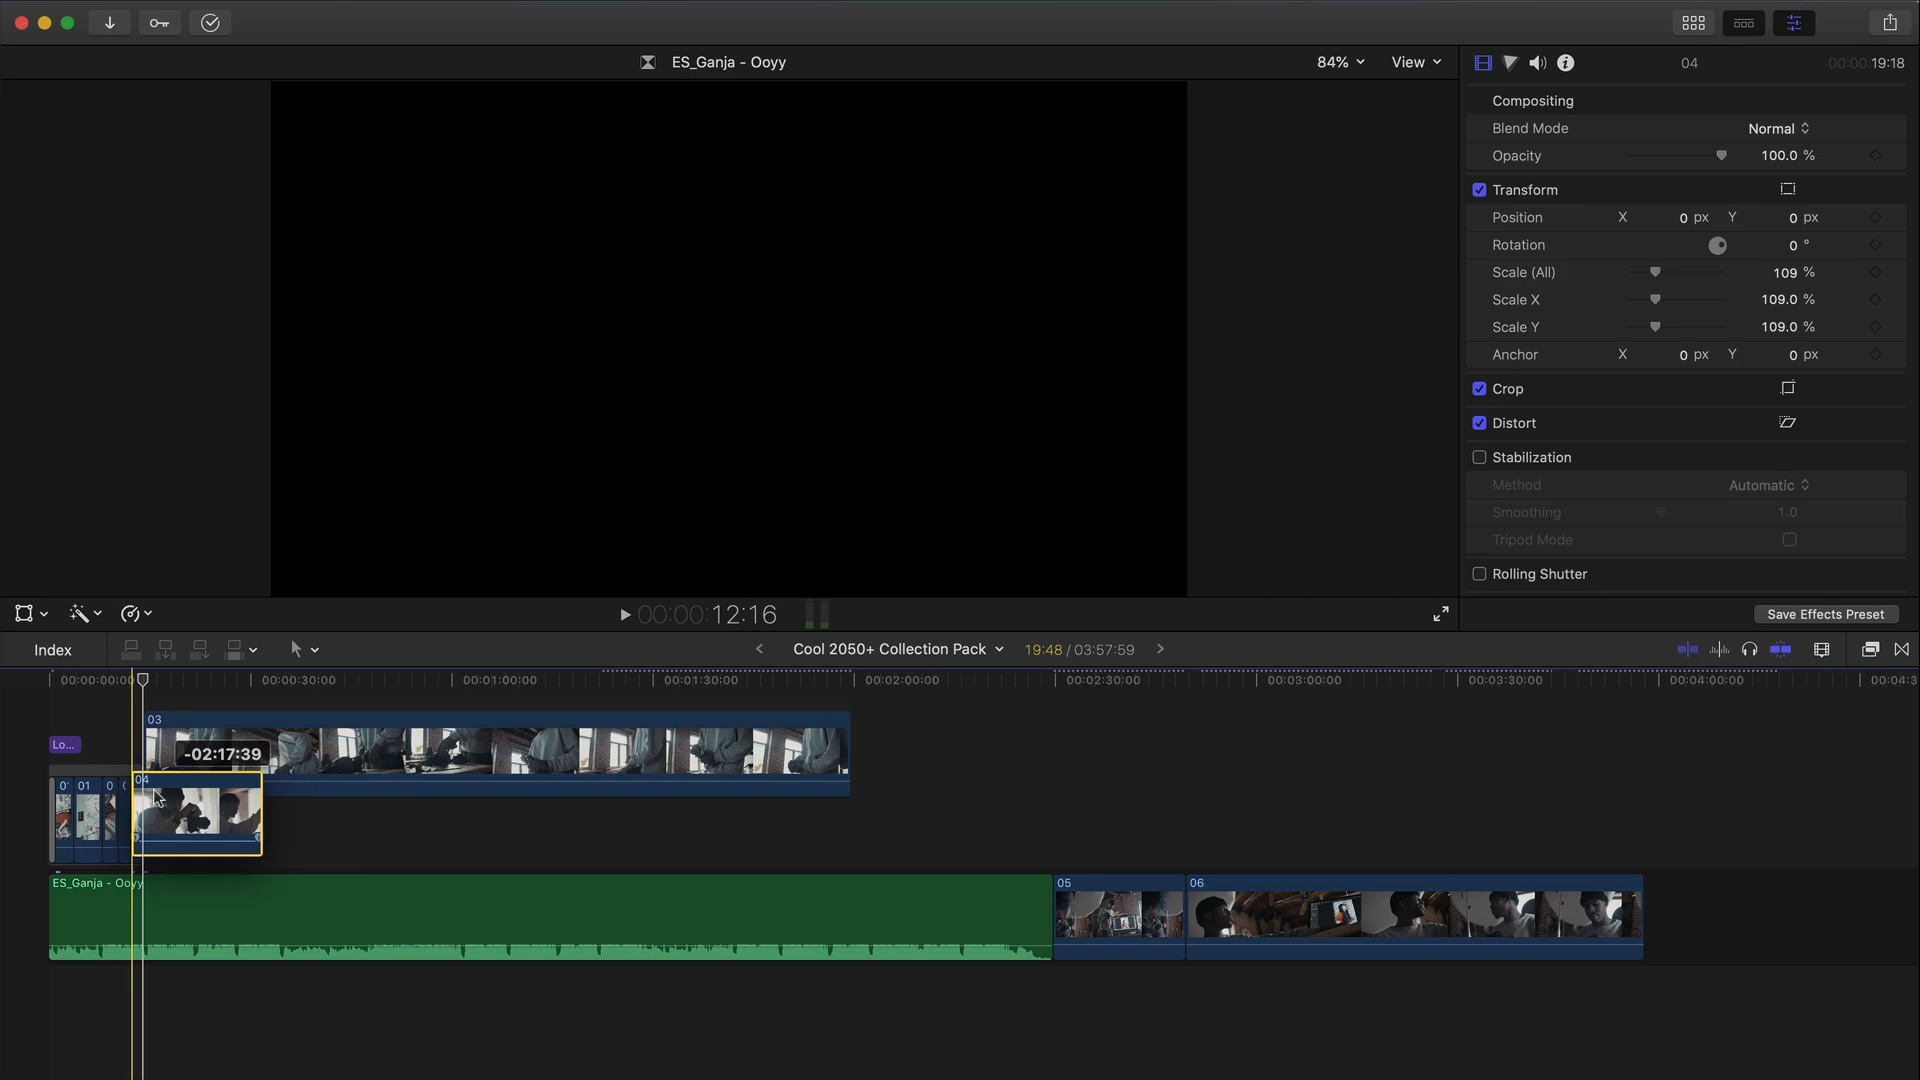 ES_Ganja - Ooyy
84%
View
04
00:00:19:18
Compositing
Blend Mode
Normal
Opacity
100.0 %
Transform
Position
X
0 px
Y
0 px
Rotation
0 °
Scale (All)
109 %
Scale X
109.0 %
Scale Y
109.0 %
Anchor
X
0 px
Y
0 px
Crop
Distort
Stabilization
Method
Automatic
Smoothing
1.0
Tripod Mode
Rolling Shutter
00:00:12:16
Save Effects Preset
Index
Cool 2050+ Collection Pack
19:48 / 03:57:59
00:00:00:00
00:00:30:00
00:01:00:00
00:01:30:00
00:02:00:00
00:02:30:00
00:03:00:00
00:03:30:00
00:04:00:00
00:04:3
03
Lo...
-02:17:39
04
01
0
ES_Ganja - Ooyy
05
06